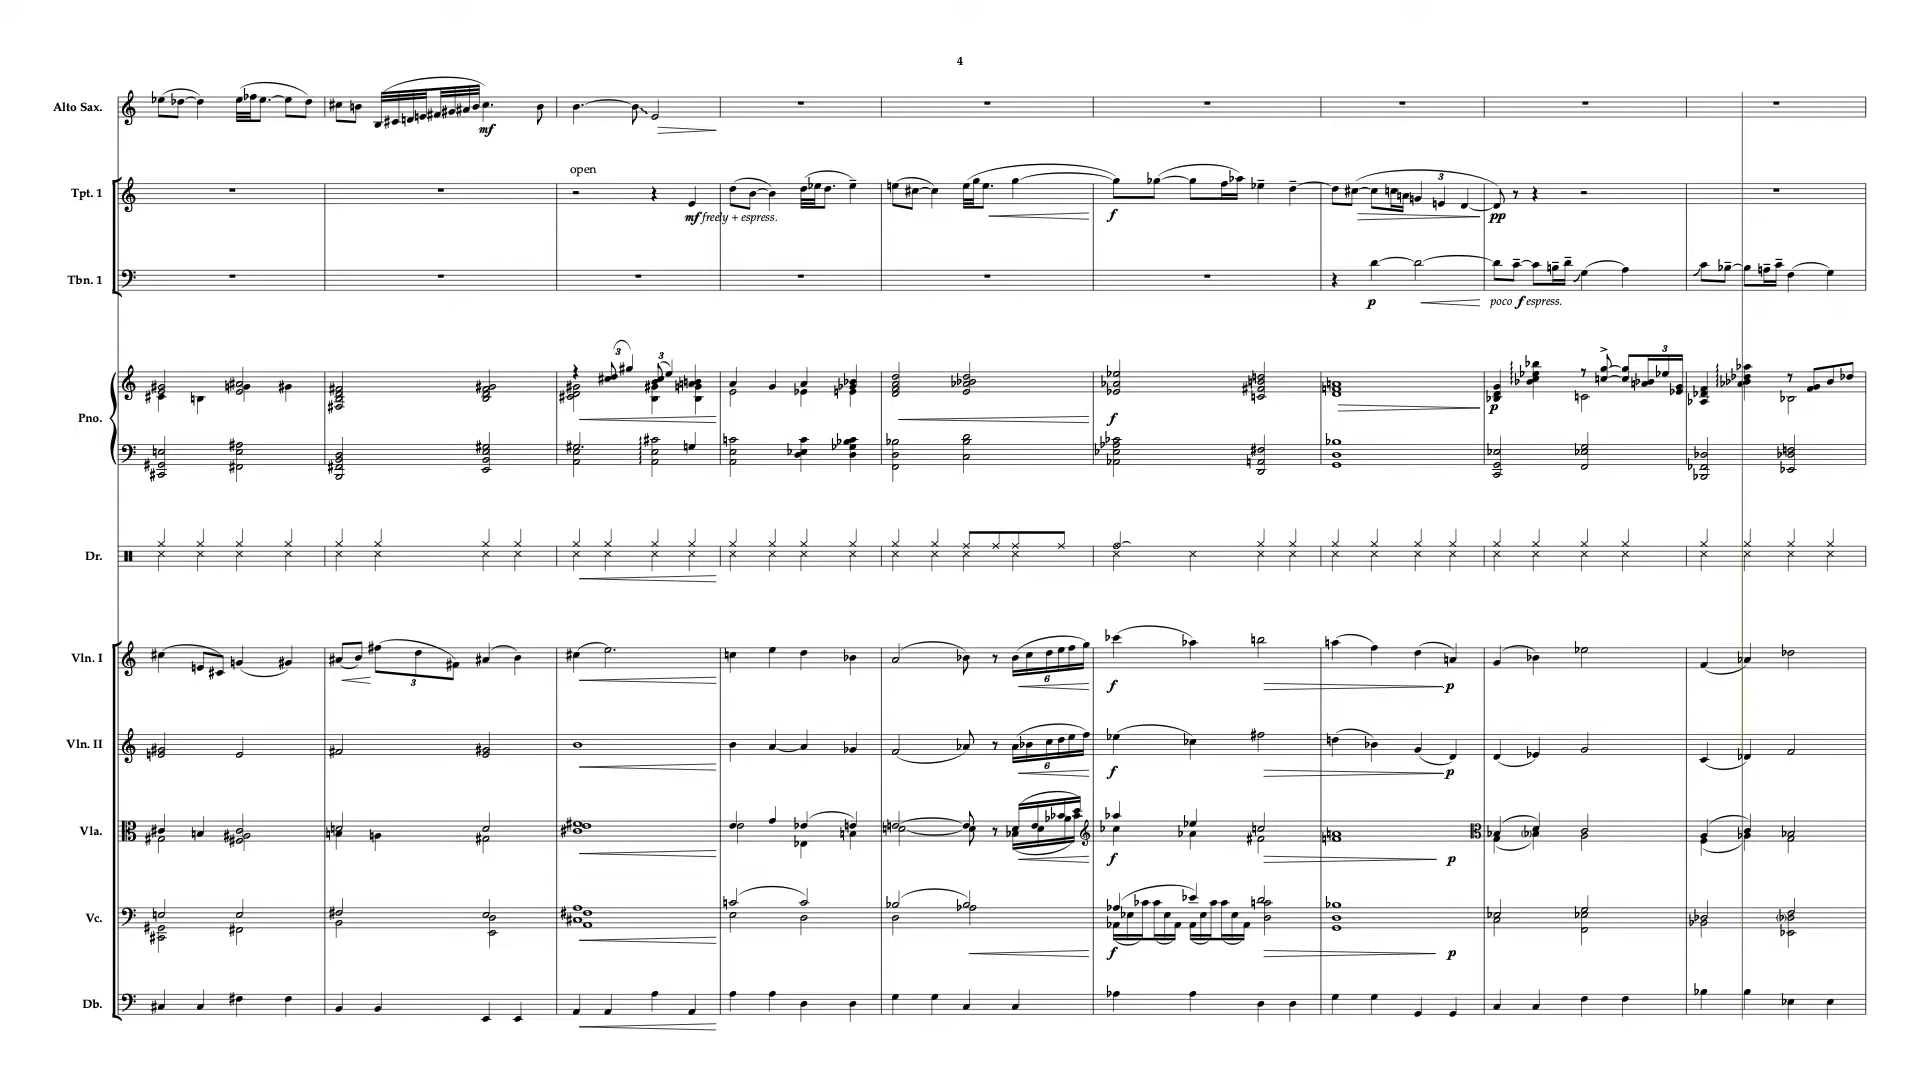 4
Alto Sax.
mf
open
Tpt. 1
mf freely + espress.
f
3
pp
Tbn. 1
p
poco f espress.
3
3
3
Pno.
f
p
Dr.
Vln. I
3
6
f
p
Vln. II
6
f
p
Vla.
f
p
Vc.
f
p
Db.